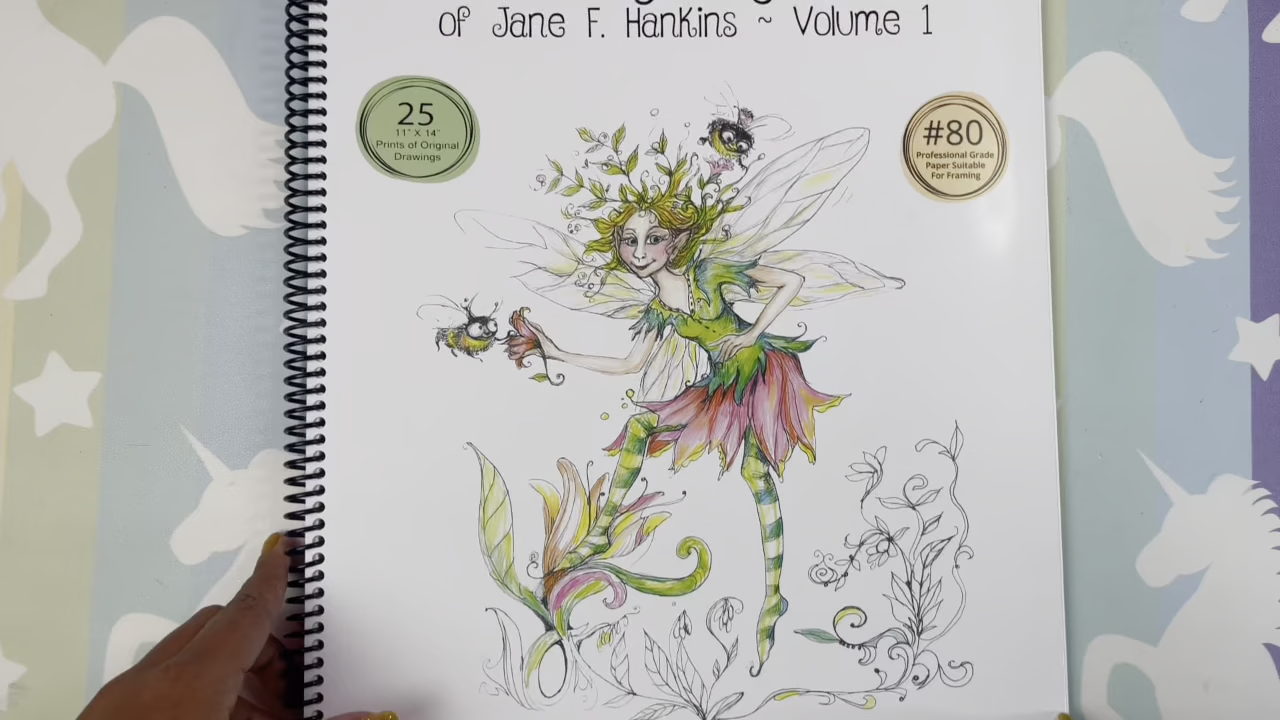 of Jane F. Hankins ~ Volume 1
25
11" X 14"
Prints of Original
Drawings
#80
Professional Grade
Paper Suitable
For Framing